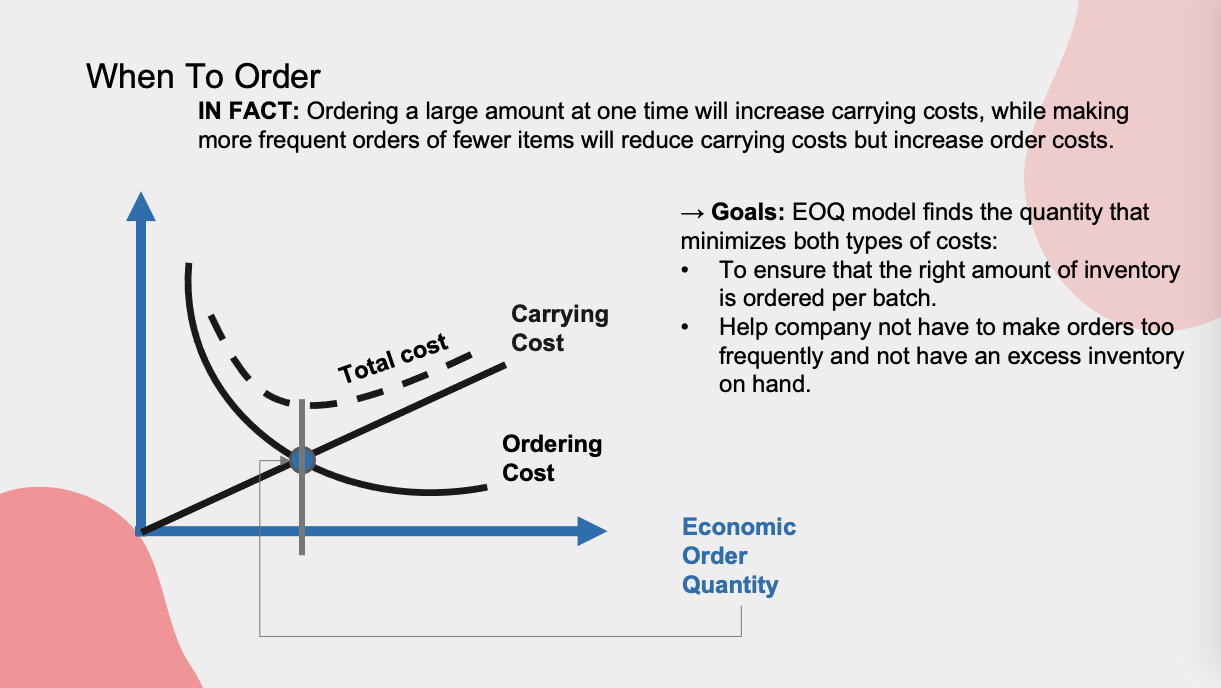 When To Order
IN FACT: Ordering a large amount at one time will increase carrying costs, while making
more frequent orders of fewer items will reduce carrying costs but increase order costs.
→ Goals: EOQ model finds the quantity that
minimizes both types of costs:
• To ensure that the right amount of inventory
is ordered per batch.
• Help company not have to make orders too
frequently and not have an excess inventory
on hand.
Carrying
Cost
Total cost
Ordering
Cost
Economic
Order
Quantity